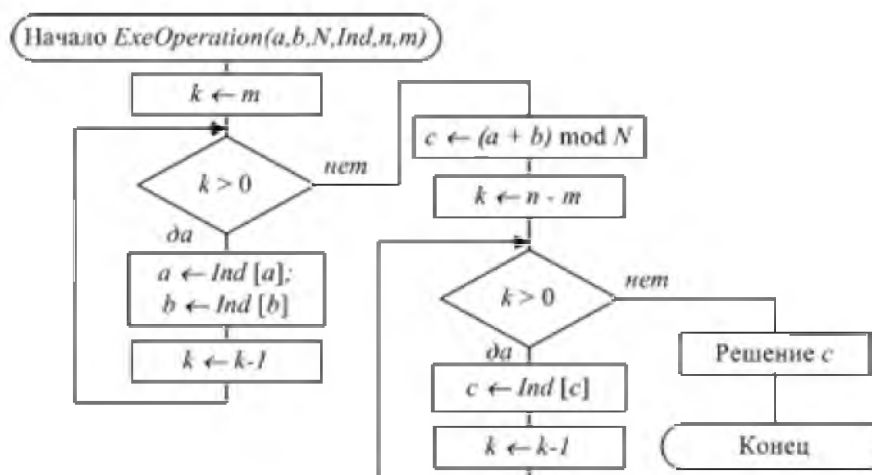 Начало ExeOperation(a,b,N,Ind,n,m)
k ← m
k > 0
нет
да
a ← Ind [a];
b ← Ind [b]
k ← k-1
c ← (a + b) mod N
k ← n - m
k > 0
нет
да
c ← Ind [c]
k ← k-1
Решение c
Конец